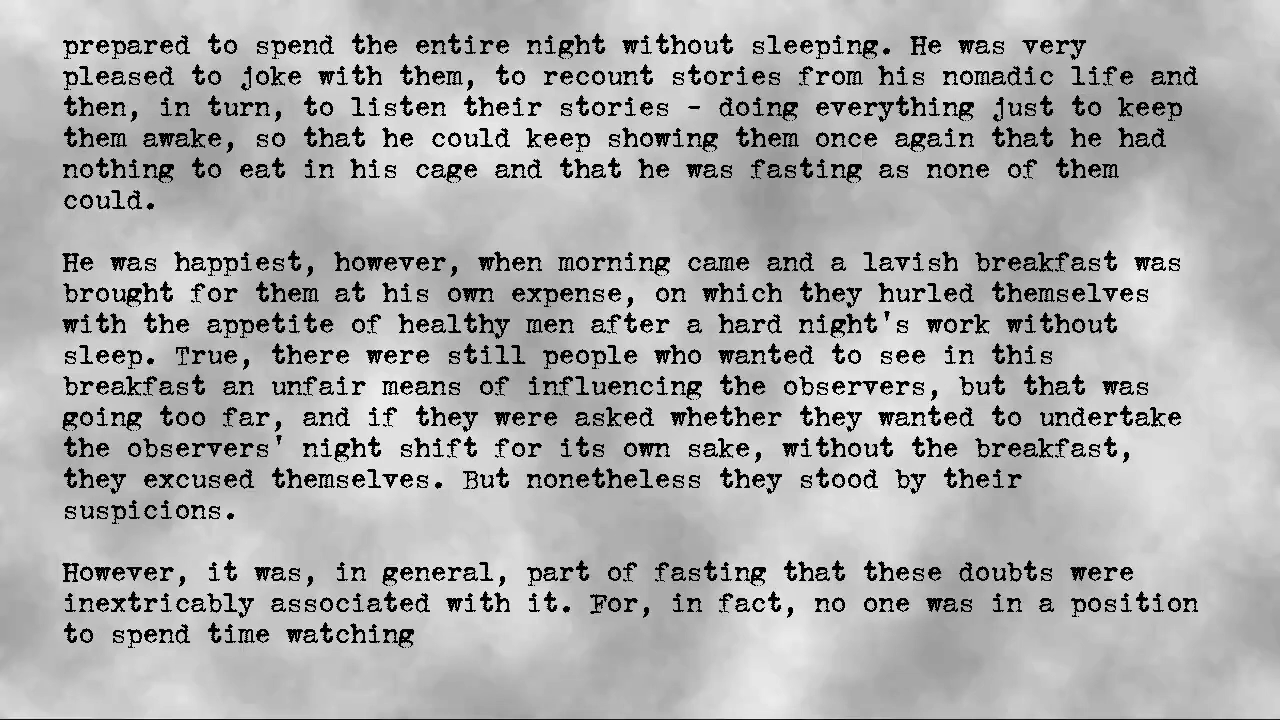 prepared to spend the entire night without sleeping. He was very
pleased to joke with them, to recount stories from his nomadic life and
then, in turn, to listen their stories - doing everything just to keep
them awake, so that he could keep showing them once again that he had
nothing to eat in his cage and that he was fasting as none of them
could.
He was happiest, however, when morning came and a lavish breakfast was
brought for them at his own expense, on which they hurled themselves
with the appetite of healthy men after a hard night's work without
sleep. True, there were still people who wanted to see in this
breakfast an unfair means of influencing the observers, but that was
going too far, and if they were asked whether they wanted to undertake
the observers' night shift for its own sake, without the breakfast,
they excused themselves. But nonetheless they stood by their
suspicions.
However, it was, in general, part of fasting that these doubts were
inextricably associated with it. For, in fact, no one was in a position
to spend time watching